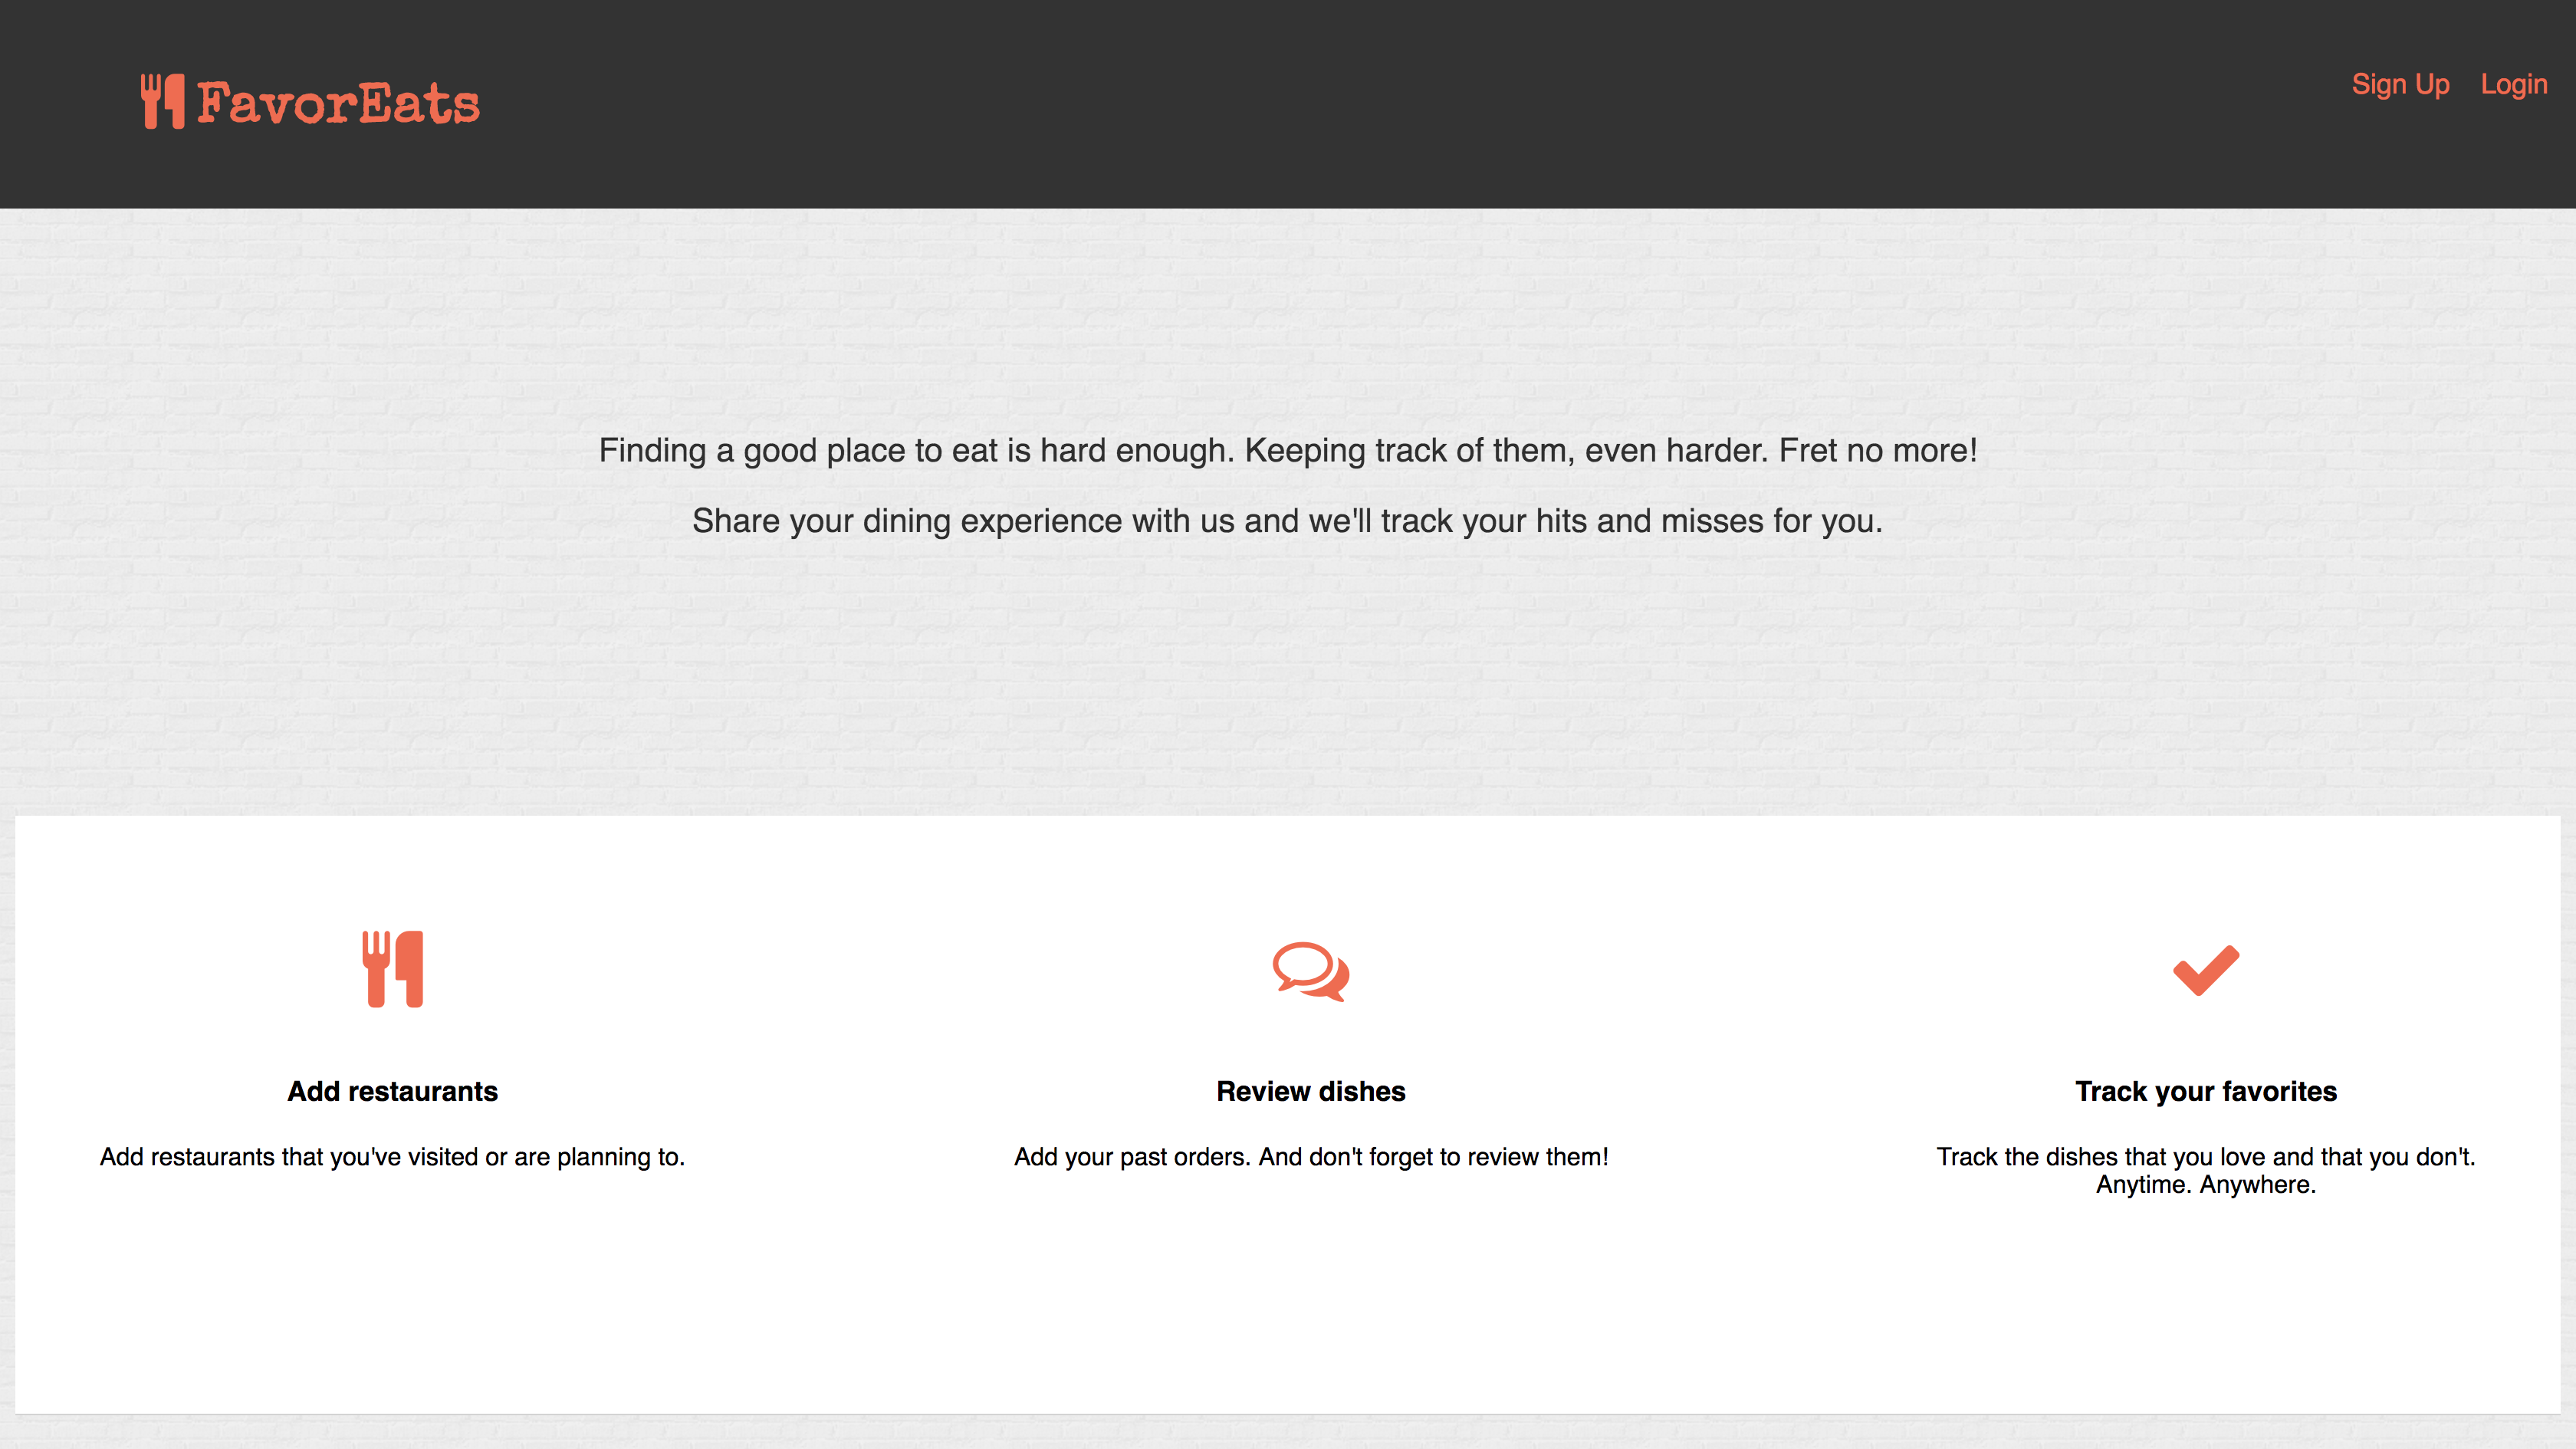 FavorEats
Sign Up Login
Finding a good place to eat is hard enough. Keeping track of them, even harder. Fret no more!
Share your dining experience with us and we'll track your hits and misses for you.
Add restaurants
Add restaurants that you've visited or are planning to.
Review dishes
Add your past orders. And don't forget to review them!
Track your favorites
Track the dishes that you love and that you don't.
Anytime. Anywhere.